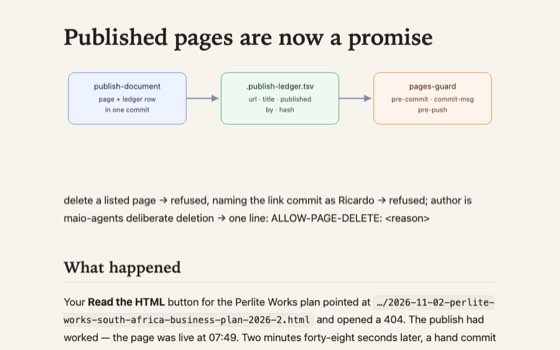 Published pages are now a promise
publish-document
page + ledger row
in one commit
.publish-ledger.tsv
url · title · published
by · hash
pages-guard
pre-commit · commit-msg
pre-push
delete a listed page → refused, naming the link commit as Ricardo → refused; author is
maio-agents deliberate deletion → one line: ALLOW-PAGE-DELETE: <reason>
What happened
Your Read the HTML button for the Perlite Works plan pointed at …/2026-11-02-perlite-
works-south-africa-business-plan-2026-2.html and opened a 404. The publish had
worked — the page was live at 07:49. Two minutes forty-eight seconds later, a hand commit